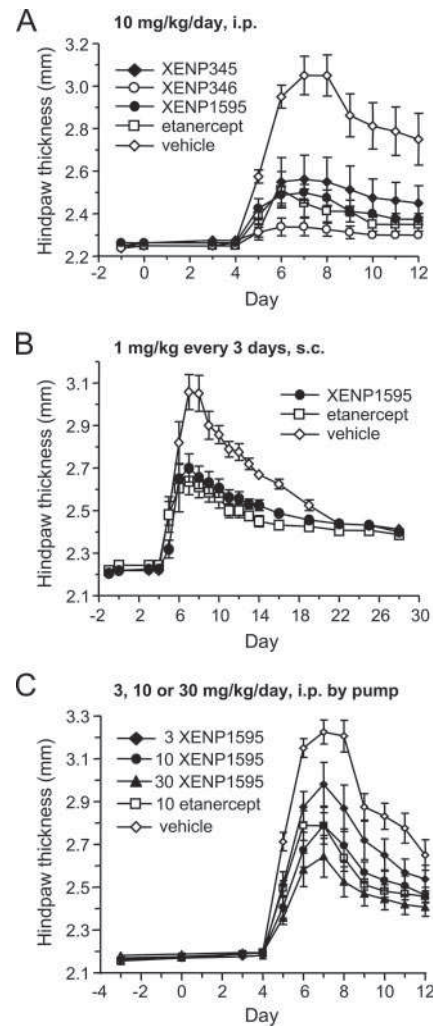 A
10 mg/kg/day, i.p.
Hindpaw thickness (mm)
3.2
3.0
2.8
2.6
2.4
2.2
XENP345
XENP346
XENP1595
etanercept
vehicle
-2 0 2 4 6 8 10 12
Day
B
1 mg/kg every 3 days, s.c.
Hindpaw thickness (mm)
3.1
2.9
2.7
2.5
2.3
2.1
XENP1595
etanercept
vehicle
-2 2 6 10 14 18 22 26 30
Day
C
3, 10 or 30 mg/kg/day, i.p. by pump
Hindpaw thickness (mm)
3.3
3.1
2.9
2.7
2.5
2.3
2.1
3 XENP1595
10 XENP1595
30 XENP1595
10 etanercept
vehicle
-4 -2 0 2 4 6 8 10 12
Day